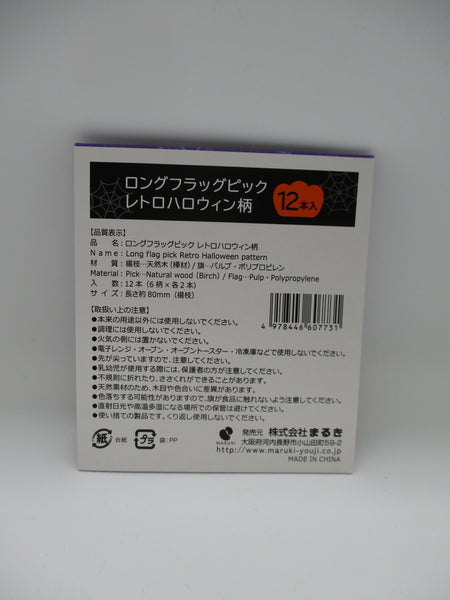 ロングフラッグピック
レトロハロウィン柄
12本入
【品質表示】
品 名：ロングフラッグピック レトロハロウィン柄
Name：Long flag pick Retro Halloween pattern
材 質：楊枝…天然木（樺材）/ 旗…パルプ・ポリプロピレン
Material：Pick…Natural wood (Birch) / Flag…Pulp・Polypropylene
入 数：12本（6柄×各2本）
サ イ ズ：長さ約80mm（楊枝）
4 978446 607731
【取扱い上の注意】
●本来の用途以外には使用しないでください。
●調理には使用しないでください。
●火気の側には置かないでください。
●電子レンジ・オーブン・オーブントースター・冷凍庫などで使用しないでください。
●先が尖っていますので、注意してください。
●乳幼児が使用する際には、保護者の方が注意してください。
●不規則に折れたり、ささくれができることがあります。
●天然素材のため、木目や色合いに差異があります。
●色落ちする可能性がありますので、旗が食品に触れないよう注意してください。
●直射日光や高温多湿になる場所での保管は避けてください。
●使い捨ての製品です。くり返し使用しないでください。
紙 台紙 プラ 袋：PP
MARUKI
発売元 株式会社 まるき
大阪府河内長野市小山田町59-2
http://www.maruki-youji.co.jp
MADE IN CHINA